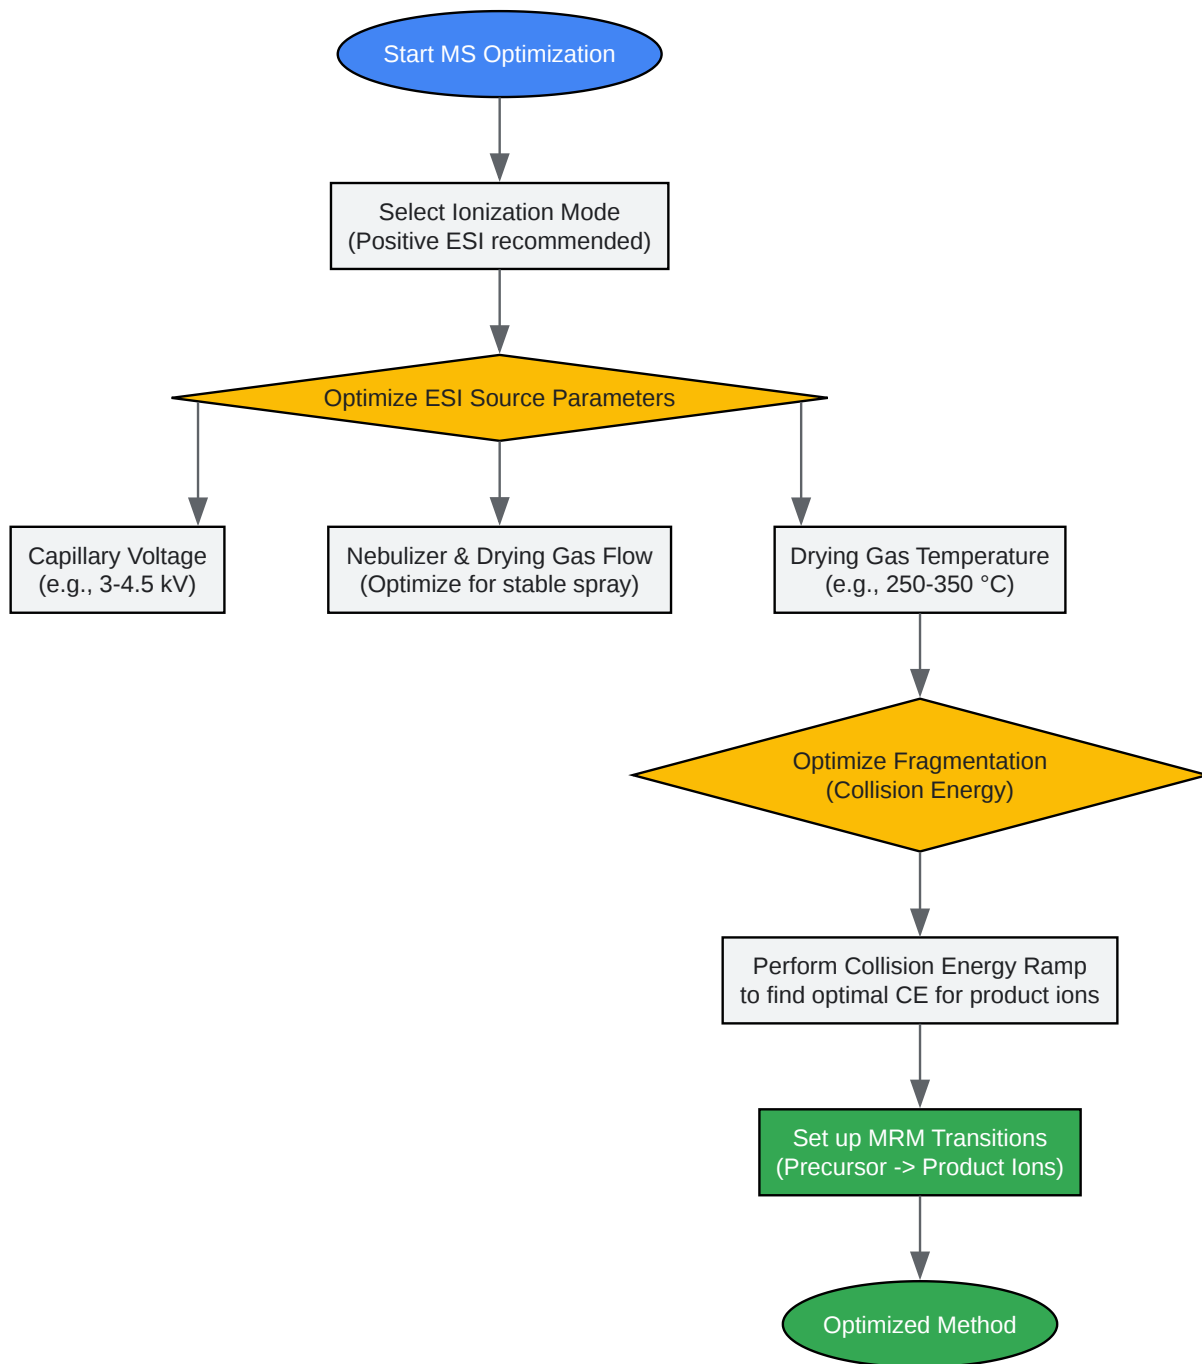 Start MS Optimization
Select Ionization Mode
(Positive ESI recommended)
Optimize ESI Source Parameters
Capillary Voltage
(e.g., 3-4.5 kV)
Nebulizer & Drying Gas Flow
(Optimize for stable spray)
Drying Gas Temperature
(e.g., 250-350 °C)
Optimize Fragmentation
(Collision Energy)
Perform Collision Energy Ramp
to find optimal CE for product ions
Set up MRM Transitions
(Precursor -> Product Ions)
Optimized Method